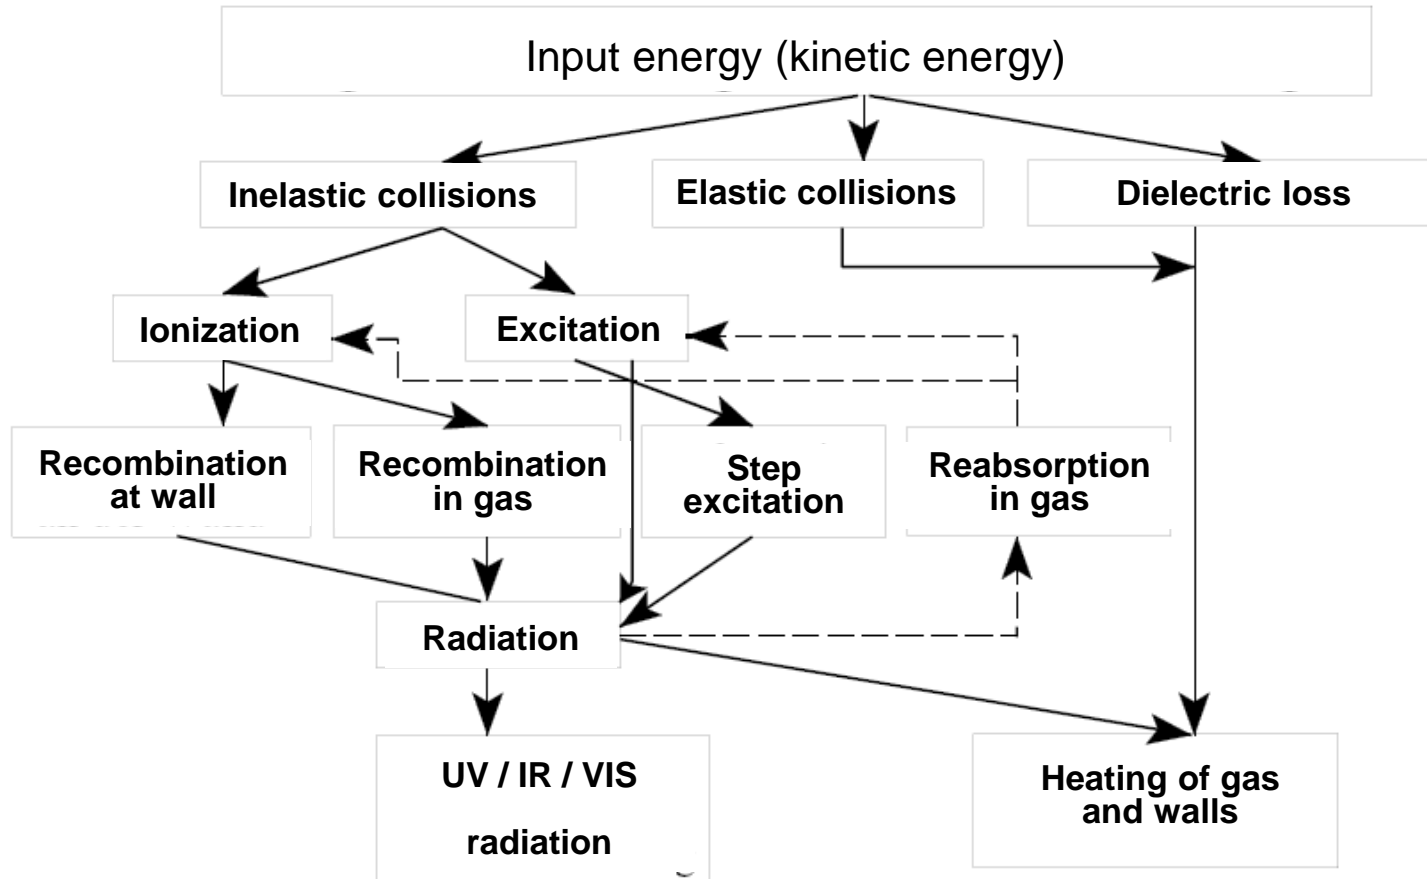 Input energy (kinetic energy)
Inelastic collisions
Elastic collisions
Dielectric loss
Ionization
Excitation
Recombination
at wall
Recombination
in gas
Step
excitation
Reabsorption
in gas
Radiation
UV / IR / VIS
radiation
Heating of gas
and walls